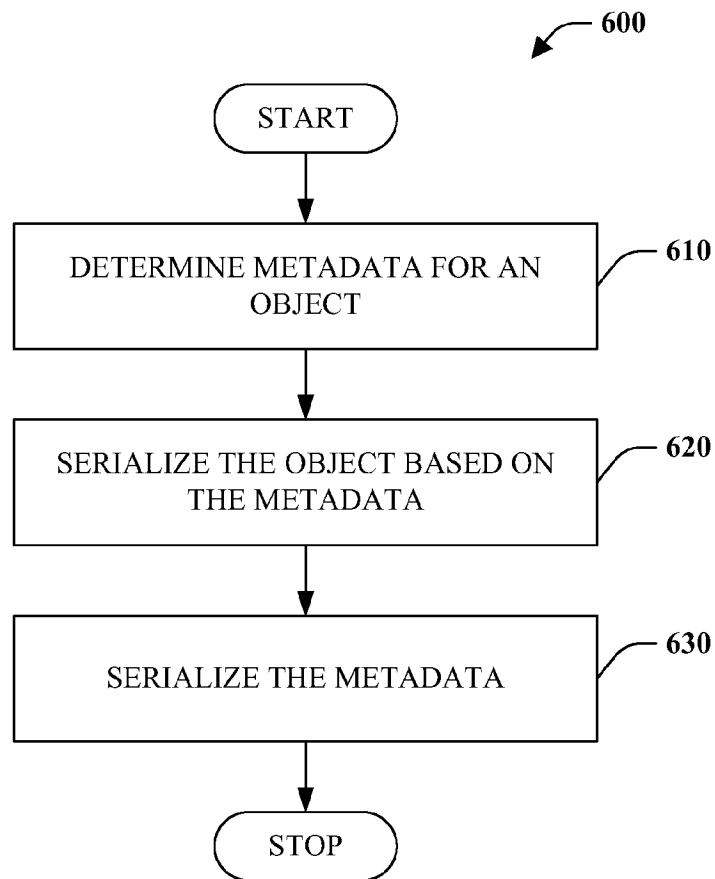 600
START
DETERMINE METADATA FOR AN
OBJECT
610
SERIALIZE THE OBJECT BASED ON
THE METADATA
620
SERIALIZE THE METADATA
630
STOP